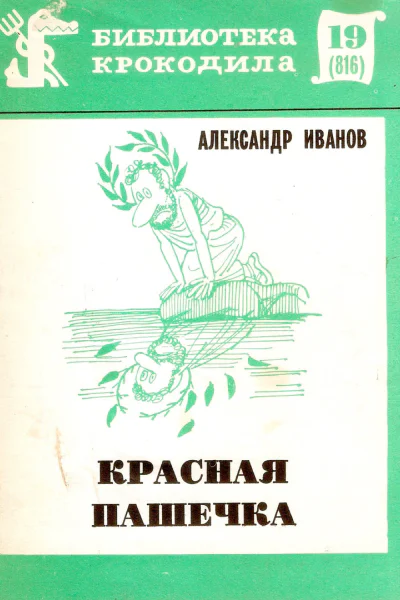 БИБЛИОТЕКА
КРОКОДИЛА
19
(816)
АЛЕКСАНДР ИВАНОВ
КРАСНАЯ
ПАШЕЧКА